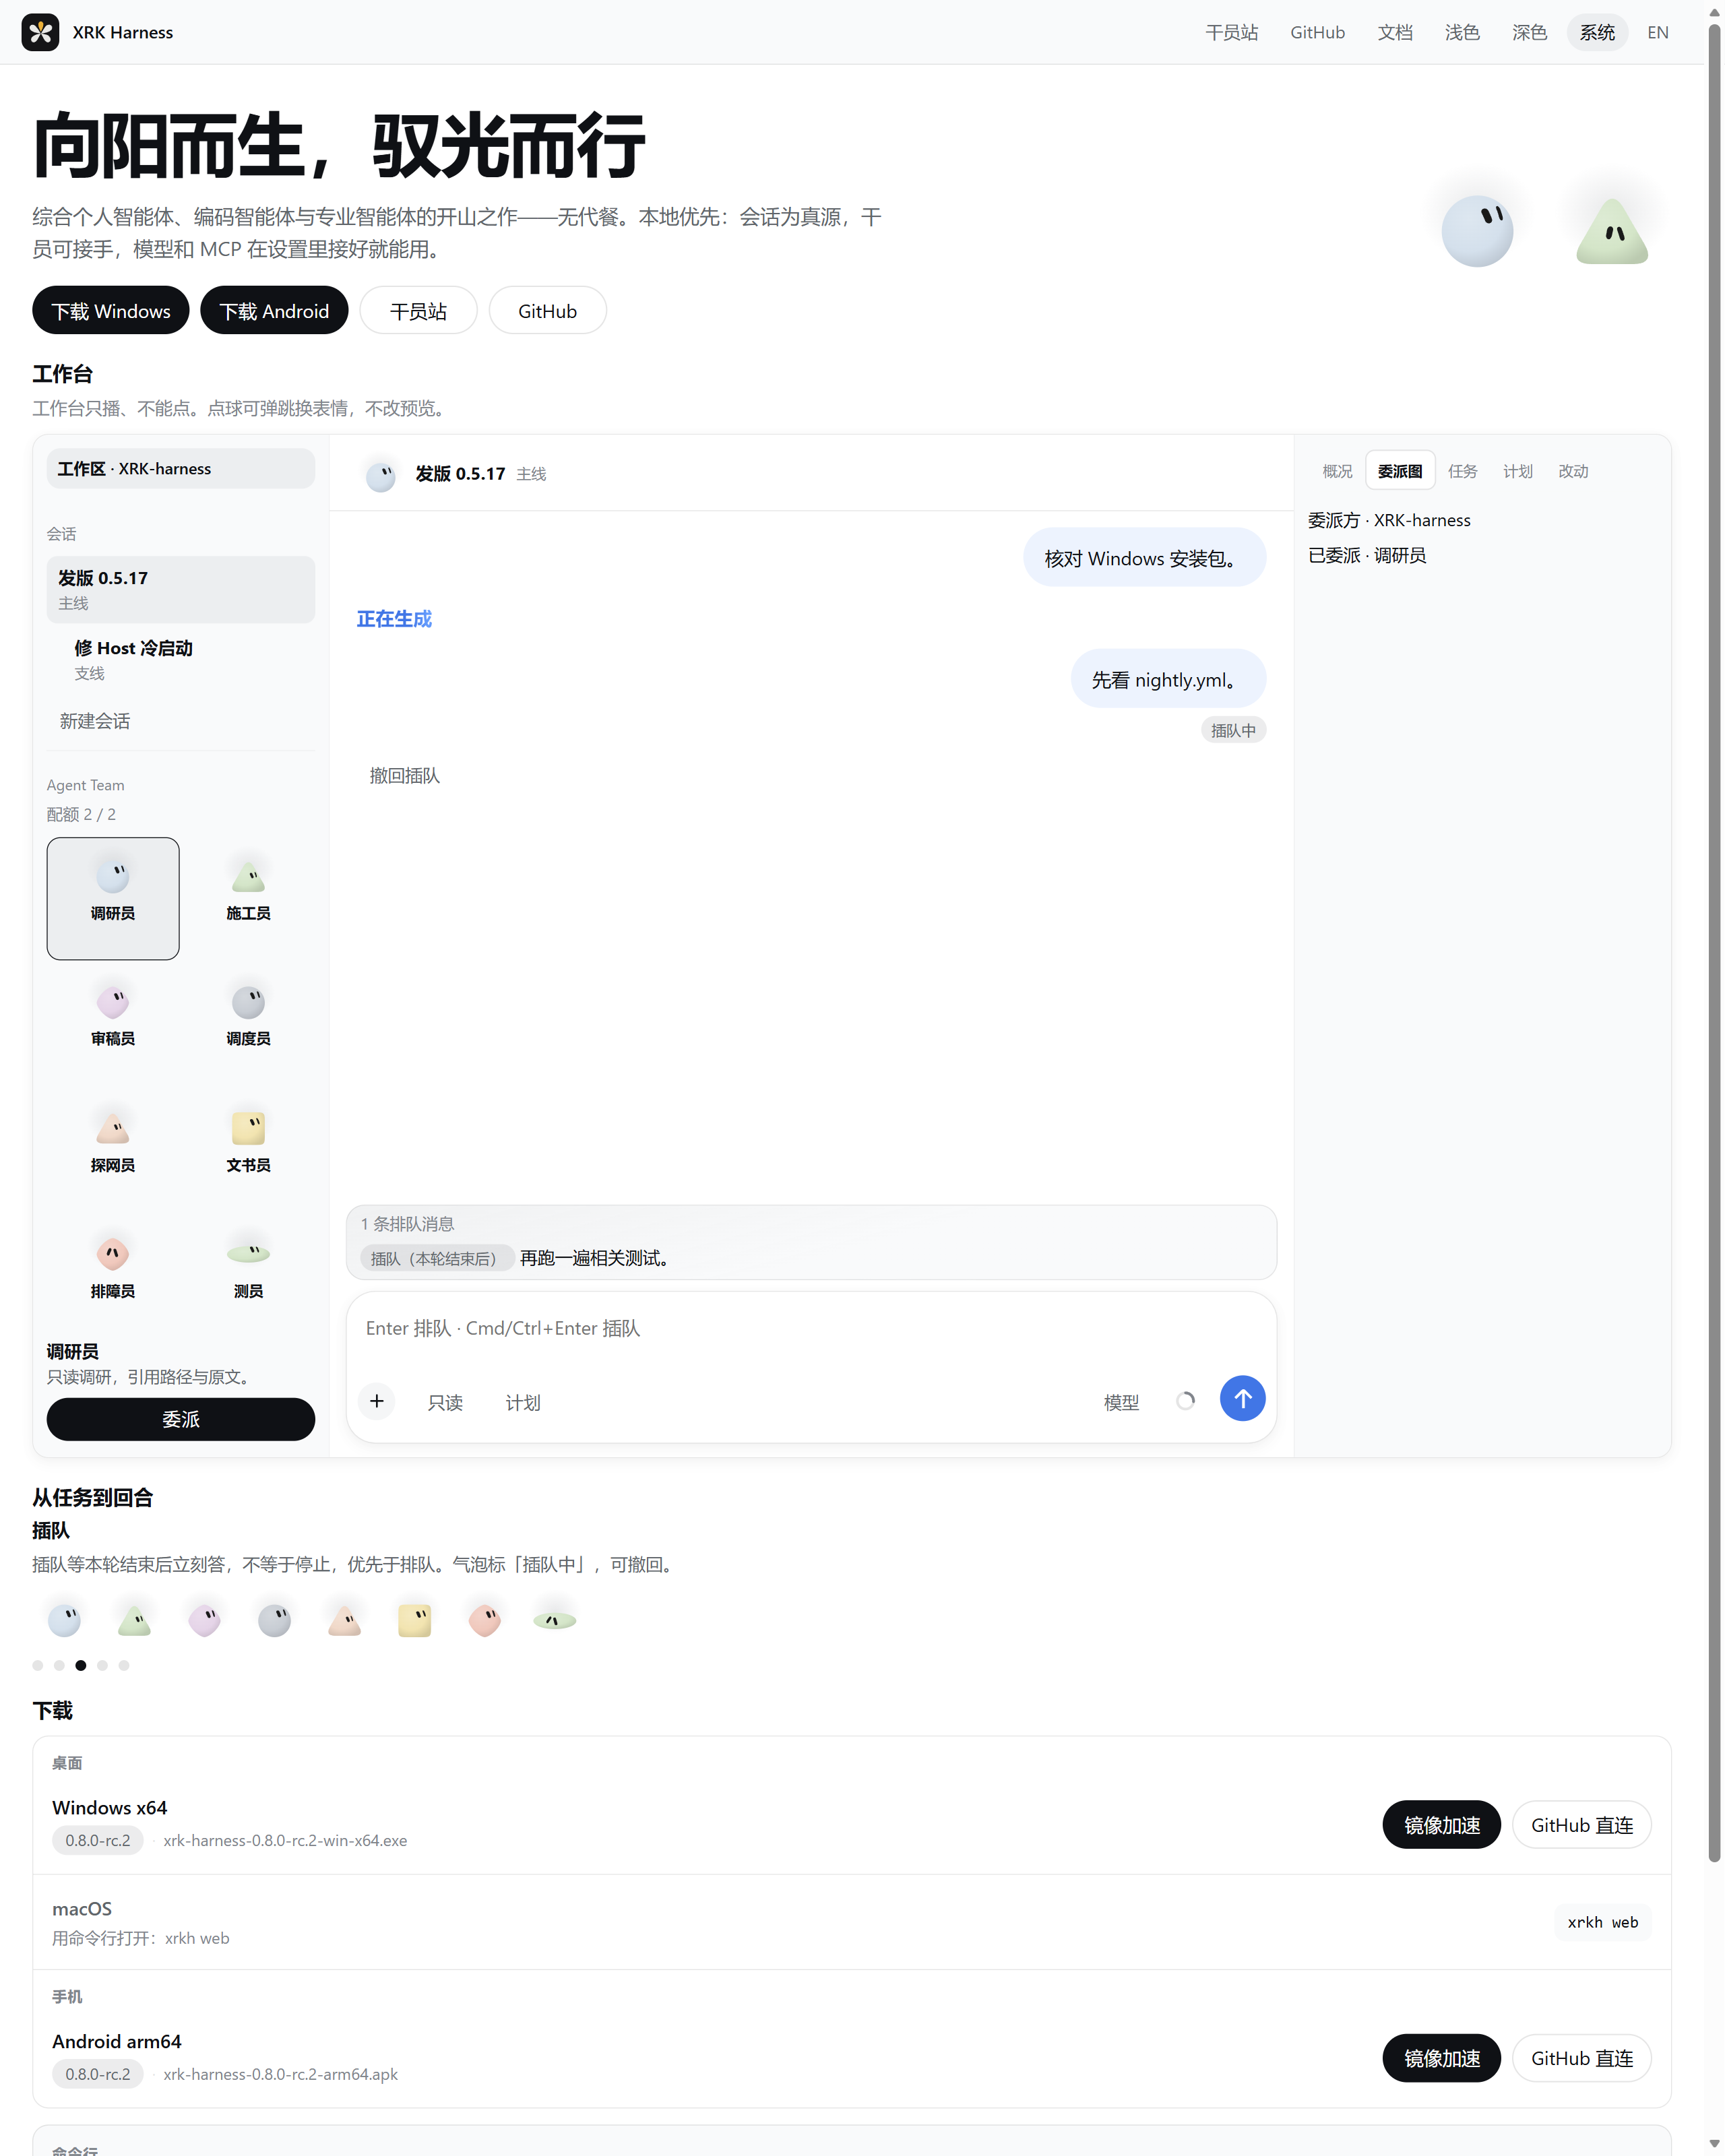 XRK Harness
干员站 GitHub 文档 浅色 深色 系统 EN
向阳而生，驭光而行
综合个人智能体、编码智能体与专业智能体的开山之作——无代餐。本地优先：会话为真源，干
员可接手，模型和 MCP 在设置里接好就能用。
下载 Windows 下载 Android 干员站 GitHub
工作台
工作台只播、不能点。点球可弹跳换表情，不改预览。
工作区 · XRK-harness
会话
发版 0.5.17
主线
修 Host 冷启动
支线
新建会话
Agent Team
配额 2 / 2
调研员 施工员
审稿员 调度员
探网员 文书员
排障员 测员
调研员
只读调研，引用路径与原文。
委派
发版 0.5.17 主线
核对 Windows 安装包。
正在生成
先看 nightly.yml。
插队中
撤回插队
1 条排队消息
插队（本轮结束后） 再跑一遍相关测试。
Enter 排队 · Cmd/Ctrl+Enter 插队
只读 计划 模型
概况 委派图 任务 计划 改动
委派方 · XRK-harness
已委派 · 调研员
从任务到回合
插队
插队等本轮结束后立刻答，不等于停止，优先于排队。气泡标「插队中」，可撤回。
下载
桌面
Windows x64
0.8.0-rc.2 · xrk-harness-0.8.0-rc.2-win-x64.exe
镜像加速 GitHub 直连
macOS
用命令行打开：xrkh web
xrkh web
手机
Android arm64
0.8.0-rc.2 · xrk-harness-0.8.0-rc.2-arm64.apk
镜像加速 GitHub 直连
命令行